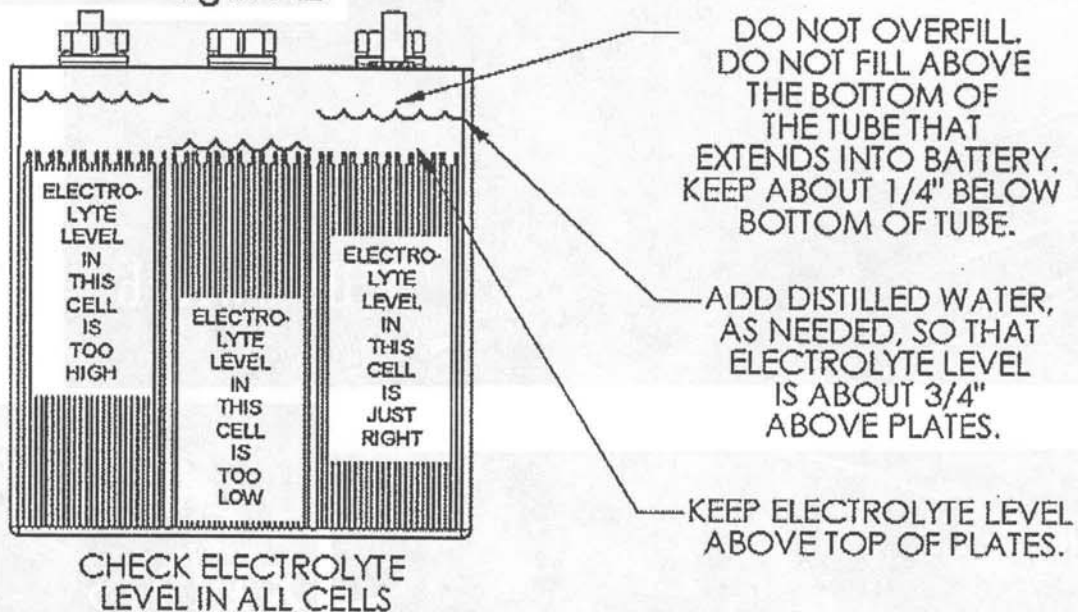 ELECTRO-
LYTE
LEVEL
IN
THIS
CELL
IS
TOO
HIGH
ELECTRO-
LYTE
LEVEL
IN
THIS
CELL
IS
TOO
LOW
ELECTRO-
LYTE
LEVEL
IN
THIS
CELL
IS
JUST
RIGHT
CHECK ELECTROLYTE
LEVEL IN ALL CELLS
DO NOT OVERFILL.
DO NOT FILL ABOVE
THE BOTTOM OF
THE TUBE THAT
EXTENDS INTO BATTERY.
KEEP ABOUT 1/4" BELOW
BOTTOM OF TUBE.
ADD DISTILLED WATER,
AS NEEDED, SO THAT
ELECTROLYTE LEVEL
IS ABOUT 3/4"
ABOVE PLATES.
KEEP ELECTROLYTE LEVEL
ABOVE TOP OF PLATES.